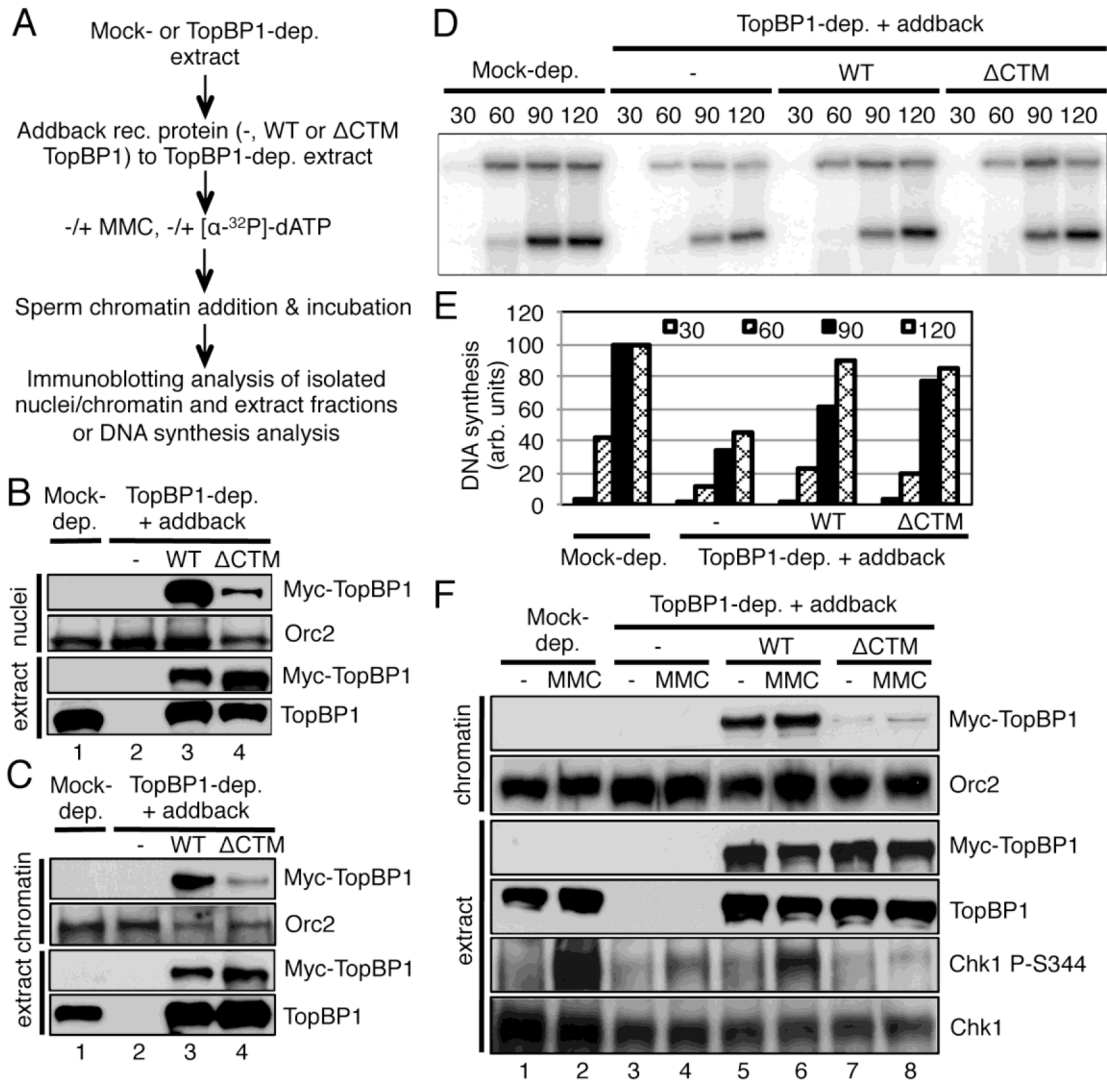 A
Mock- or TopBP1-dep.
extract
Addback rec. protein (-, WT or ΔCTM
TopBP1) to TopBP1-dep. extract
-/+ MMC, -/+ [α-³²P]-dATP
Sperm chromatin addition & incubation
Immunoblotting analysis of isolated
nuclei/chromatin and extract fractions
or DNA synthesis analysis
B
Mock- TopBP1-dep.
dep. + addback
- WT ΔCTM
nuclei
Myc-TopBP1
Orc2
extract
Myc-TopBP1
TopBP1
1 2 3 4
C
Mock- TopBP1-dep.
dep. + addback
- WT ΔCTM
chromatin
Myc-TopBP1
Orc2
extract
Myc-TopBP1
TopBP1
1 2 3 4
D
TopBP1-dep. + addback
Mock-dep. - WT ΔCTM
30 60 90 120 30 60 90 120 30 60 90 120 30 60 90 120
E
DNA synthesis
(arb. units)
120
100
80
60
40
20
0
30 60 90 120
- WT ΔCTM
Mock-dep. TopBP1-dep. + addback
F
TopBP1-dep. + addback
Mock-
dep. - WT ΔCTM
- MMC - MMC - MMC - MMC
chromatin
Myc-TopBP1
Orc2
extract
Myc-TopBP1
TopBP1
Chk1 P-S344
Chk1
1 2 3 4 5 6 7 8